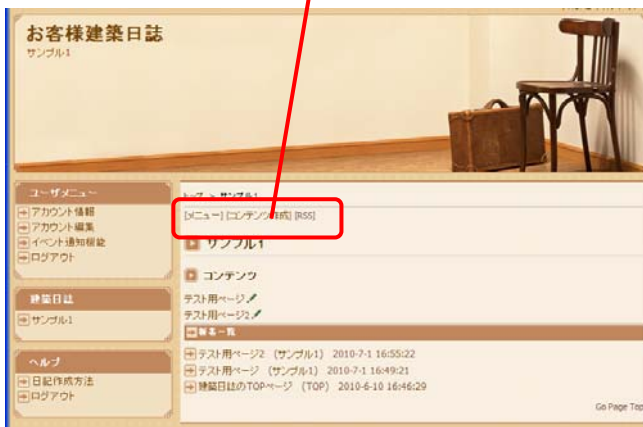 お客様建築日誌
サンプル1
ユーザメニュー
アカウント情報
アカウント編集
イベント通知機能
ログアウト
建築日誌
サンプル1
ヘルプ
日記作成方法
ログアウト
トップ > サンプル1
[メニュー] [コンテンツ作成] [RSS]
サンプル1
コンテンツ
テスト用ページ
テスト用ページ2
新着一覧
テスト用ページ2 (サンプル1) 2010-7-1 16:55:22
テスト用ページ (サンプル1) 2010-7-1 16:49:21
建築日誌のTOPページ (TOP) 2010-6-10 16:46:29
Go Page Top